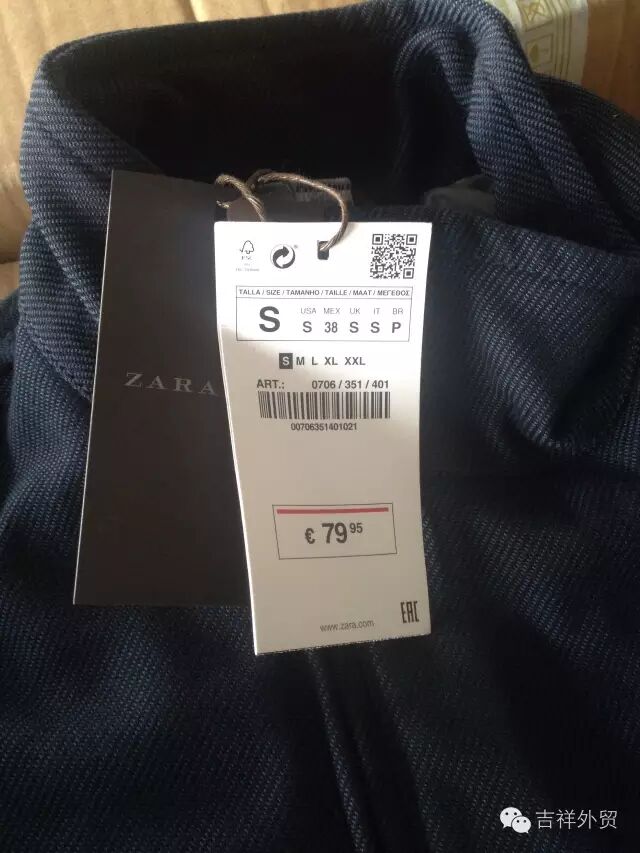 ZARA
FSC
TALLA / SIZE / TAMANHO / TAILLE / MAAT / ΜΕΓΕΘΟΣ
S
USA MEX UK IT BR
S 38 S S P
S M L XL XXL
ART.: 0706 / 351 / 401
00706351401021
€ 79 95
www.zara.com
EAC
吉祥外贸